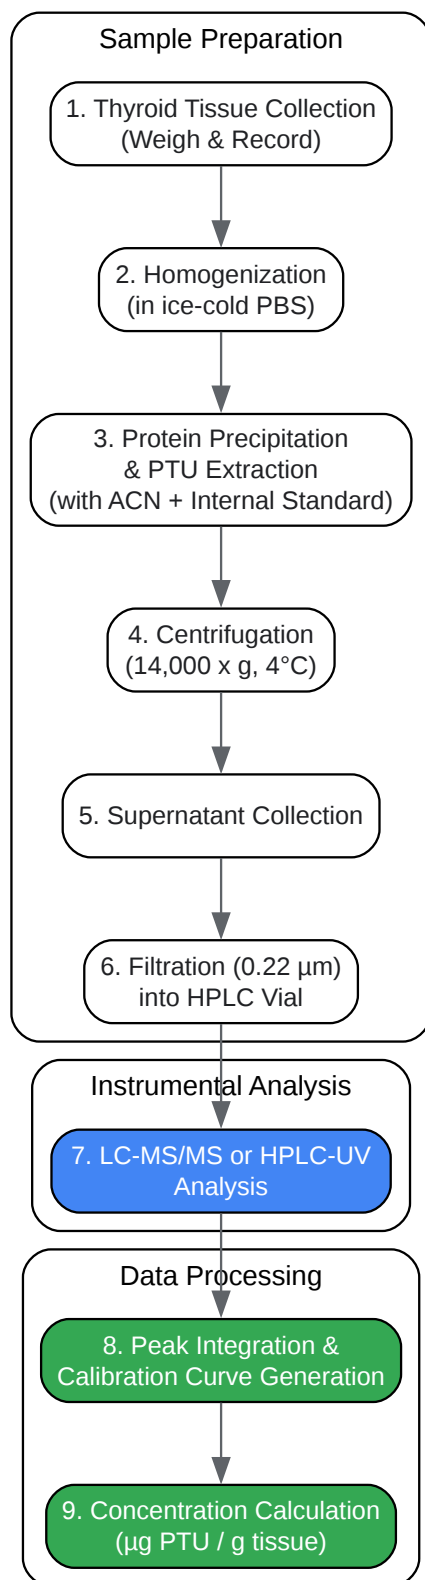 Sample Preparation
1. Thyroid Tissue Collection
(Weigh & Record)
2. Homogenization
(in ice-cold PBS)
3. Protein Precipitation
& PTU Extraction
(with ACN + Internal Standard)
4. Centrifugation
(14,000 x g, 4°C)
5. Supernatant Collection
6. Filtration (0.22 µm)
into HPLC Vial
Instrumental Analysis
7. LC-MS/MS or HPLC-UV
Analysis
Data Processing
8. Peak Integration &
Calibration Curve Generation
9. Concentration Calculation
(µg PTU / g tissue)